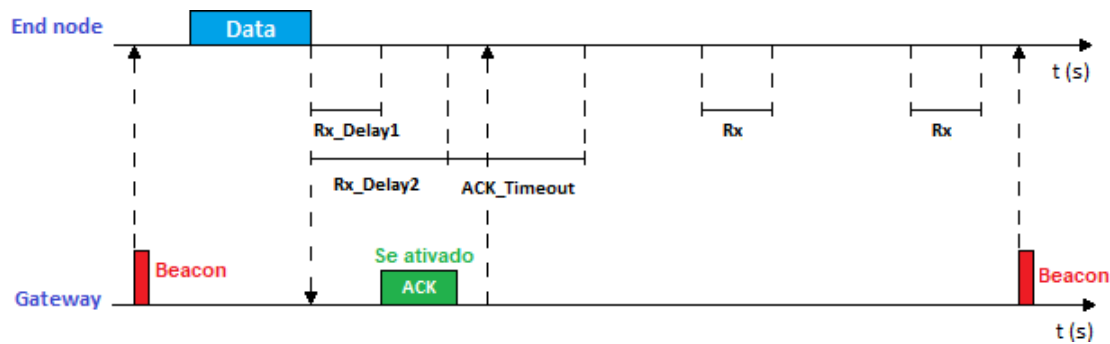 End node
Data
t (s)
Rx_Delay1
Rx
Rx
Rx_Delay2
ACK_Timeout
Se ativado
Beacon
ACK
Beacon
Gateway
t (s)